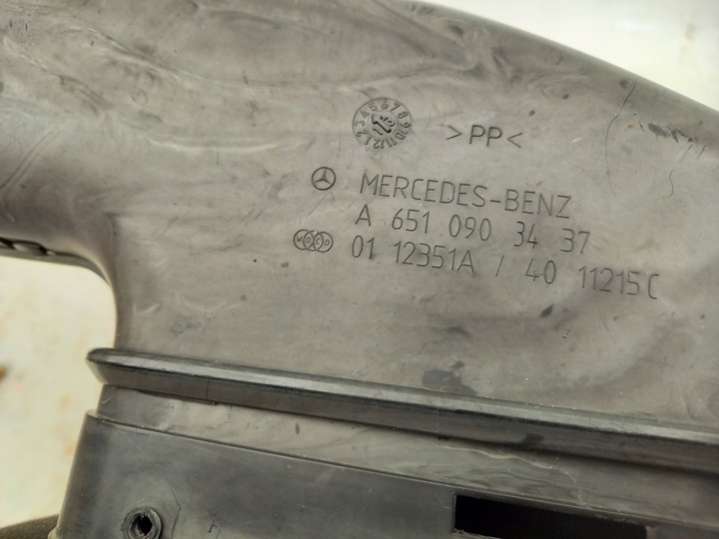 >PP<
MERCEDES-BENZ
A 651 090 34 37
01 12351A / 40 11215C